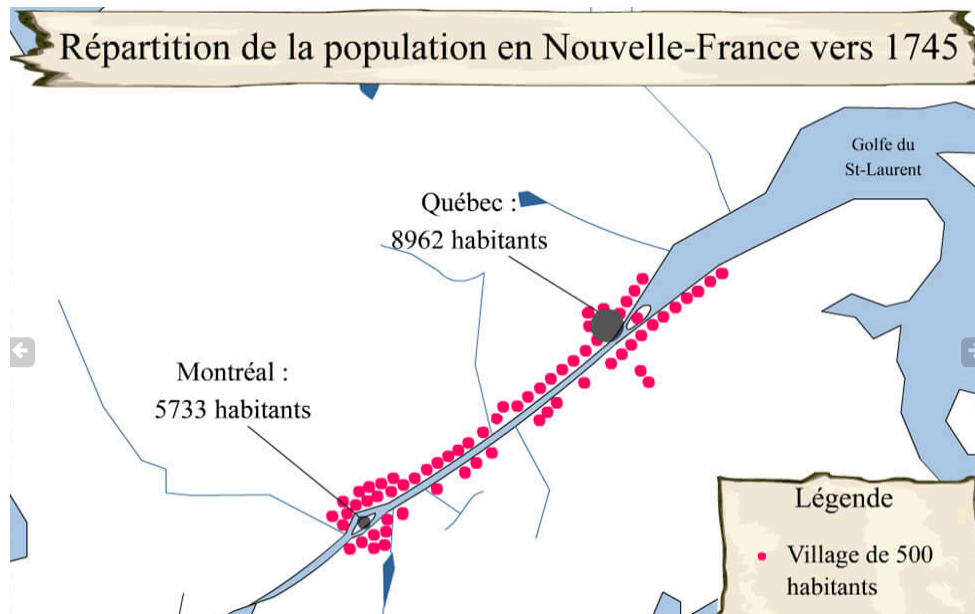 Répartition de la population en Nouvelle-France vers 1745
Golfe du
St-Laurent
Québec :
8962 habitants
Montréal :
5733 habitants
Légende
Village de 500
habitants